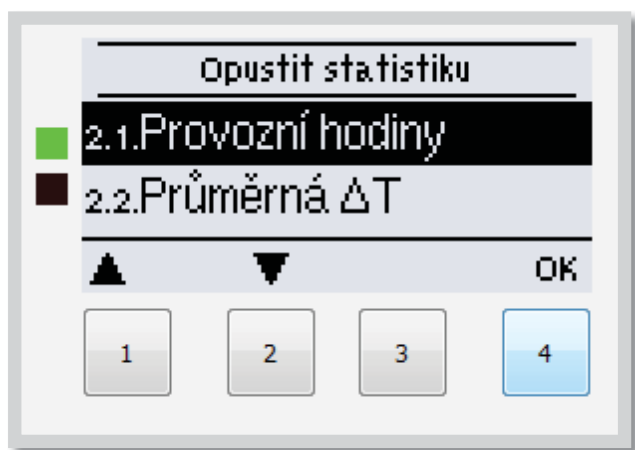 Opustit statistiku
2.1.Provozní hodiny
2.2.Průměrná ΔT
▲ ▼ OK
1 2 3 4